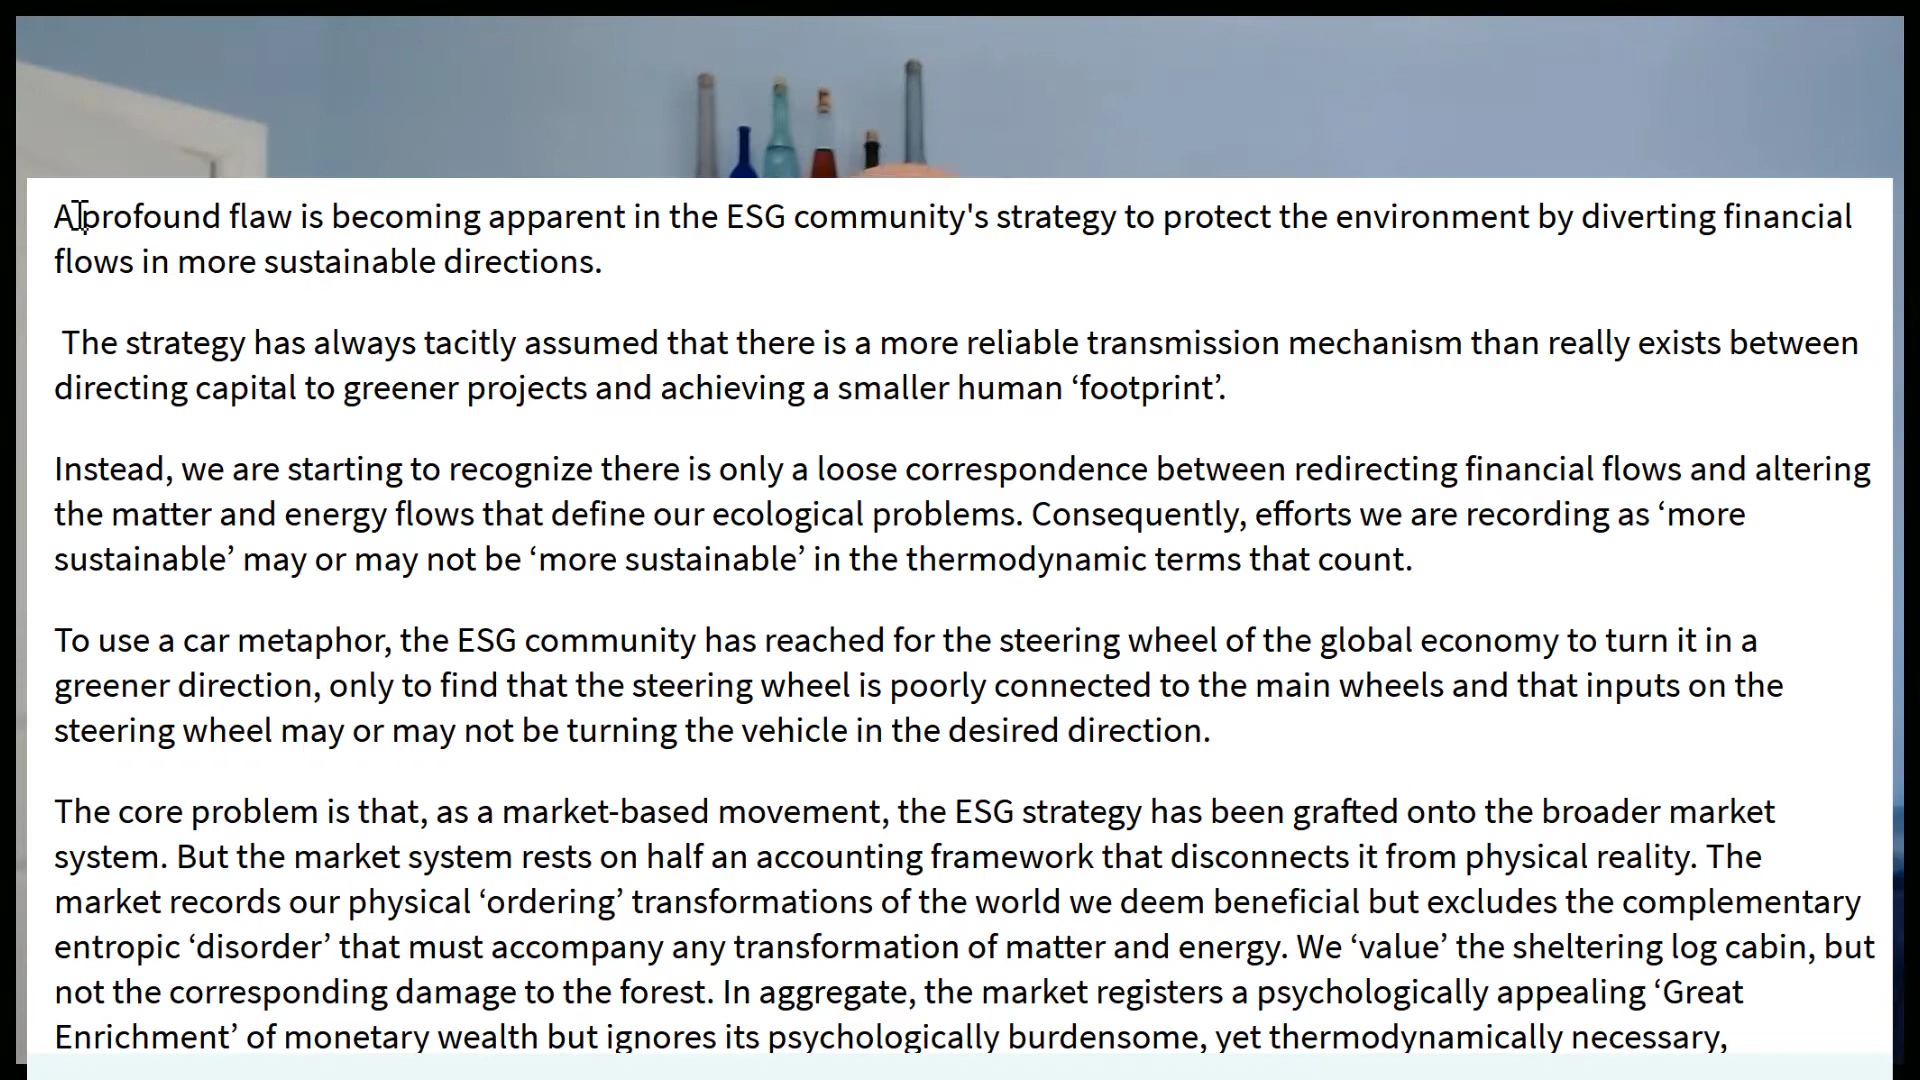 A profound flaw is becoming apparent in the ESG community's strategy to protect the environment by diverting financial
flows in more sustainable directions.
The strategy has always tacitly assumed that there is a more reliable transmission mechanism than really exists between
directing capital to greener projects and achieving a smaller human ‘footprint’.
Instead, we are starting to recognize there is only a loose correspondence between redirecting financial flows and altering
the matter and energy flows that define our ecological problems. Consequently, efforts we are recording as ‘more
sustainable’ may or may not be ‘more sustainable’ in the thermodynamic terms that count.
To use a car metaphor, the ESG community has reached for the steering wheel of the global economy to turn it in a
greener direction, only to find that the steering wheel is poorly connected to the main wheels and that inputs on the
steering wheel may or may not be turning the vehicle in the desired direction.
The core problem is that, as a market-based movement, the ESG strategy has been grafted onto the broader market
system. But the market system rests on half an accounting framework that disconnects it from physical reality. The
market records our physical ‘ordering’ transformations of the world we deem beneficial but excludes the complementary
entropic ‘disorder’ that must accompany any transformation of matter and energy. We ‘value’ the sheltering log cabin, but
not the corresponding damage to the forest. In aggregate, the market registers a psychologically appealing ‘Great
Enrichment’ of monetary wealth but ignores its psychologically burdensome, yet thermodynamically necessary,